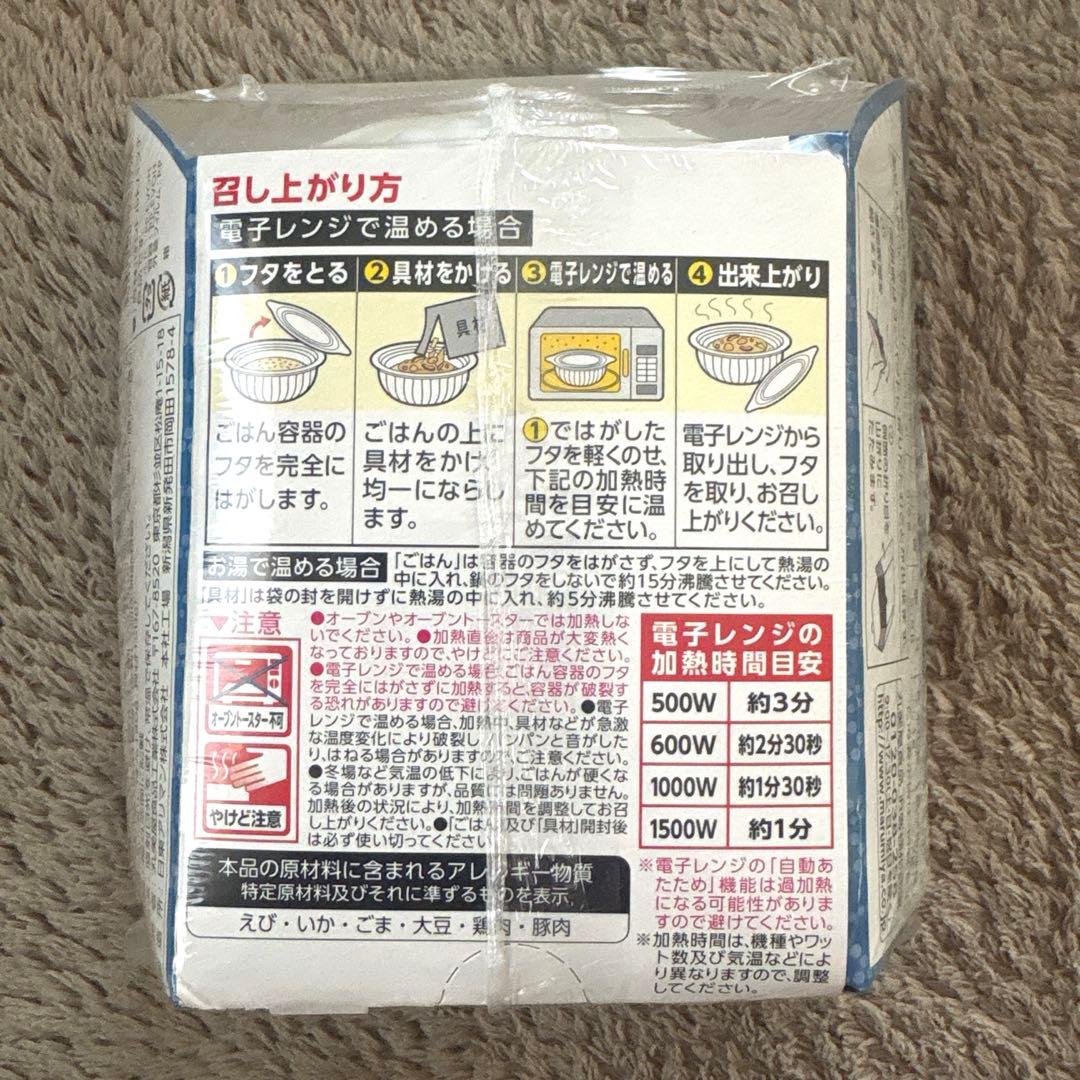 召し上がり方
電子レンジで温める場合
1 フタをとる
ごはん容器の
フタを完全に
はがします。
2 具材をかける
具材
ごはんの上に
具材をかけ
均一にならし
ます。
3 電子レンジで温める
1ではがした
フタを軽くのせ、
下記の加熱時
間を目安に温
めてください。
4 出来上がり
電子レンジから
取り出し、フタ
を取り、お召し
上がりください。
お湯で温める場合
「ごはん」は容器のフタをはがさず、フタを上にして熱湯の
中に入れ、鍋のフタをしないで約15分沸騰させてください。
「具材」は袋の封を開けずに熱湯の中に入れ、約5分沸騰させてください。
▼注意
オーブントースター不可
やけど注意
●オーブンやオーブントースターでは加熱しな
いでください。●加熱直後は商品が大変熱く
なっておりますので、やけどにご注意ください。
●電子レンジで温める場合、ごはん容器のフタ
を完全にはがさずに加熱すると、容器が破裂す
る恐れがありますので避けてください。●電子
レンジで温める場合、加熱中、具材などが急激
な温度変化により破裂しパンパンと音がした
り、はねる場合がありますので、ご注意ください。
●冬場など気温の低下により、ごはんが硬くな
る場合がありますが、品質には問題ありません。
加熱後の状況により、加熱時間を調整してお召
し上がりください。●「ごはん」及び「具材」開封後
は必ず使い切ってください。
電子レンジの
加熱時間目安
500W 約3分
600W 約2分30秒
1000W 約1分30秒
1500W 約1分
※電子レンジの「自動あ
たため」機能は過加熱
になる可能性がありま
すので避けてください。
※加熱時間は、機種やワッ
ト数及び気温などによ
り異なりますので、調整
してください。
本品の原材料に含まれるアレルギー物質
特定原材料及びそれに準ずるものを表示
えび・いか・ごま・大豆・鶏肉・豚肉
紙
〒167-8520 東京都杉並区松庵1-15-18
本社工場 新潟県新発田市岡田1578-4